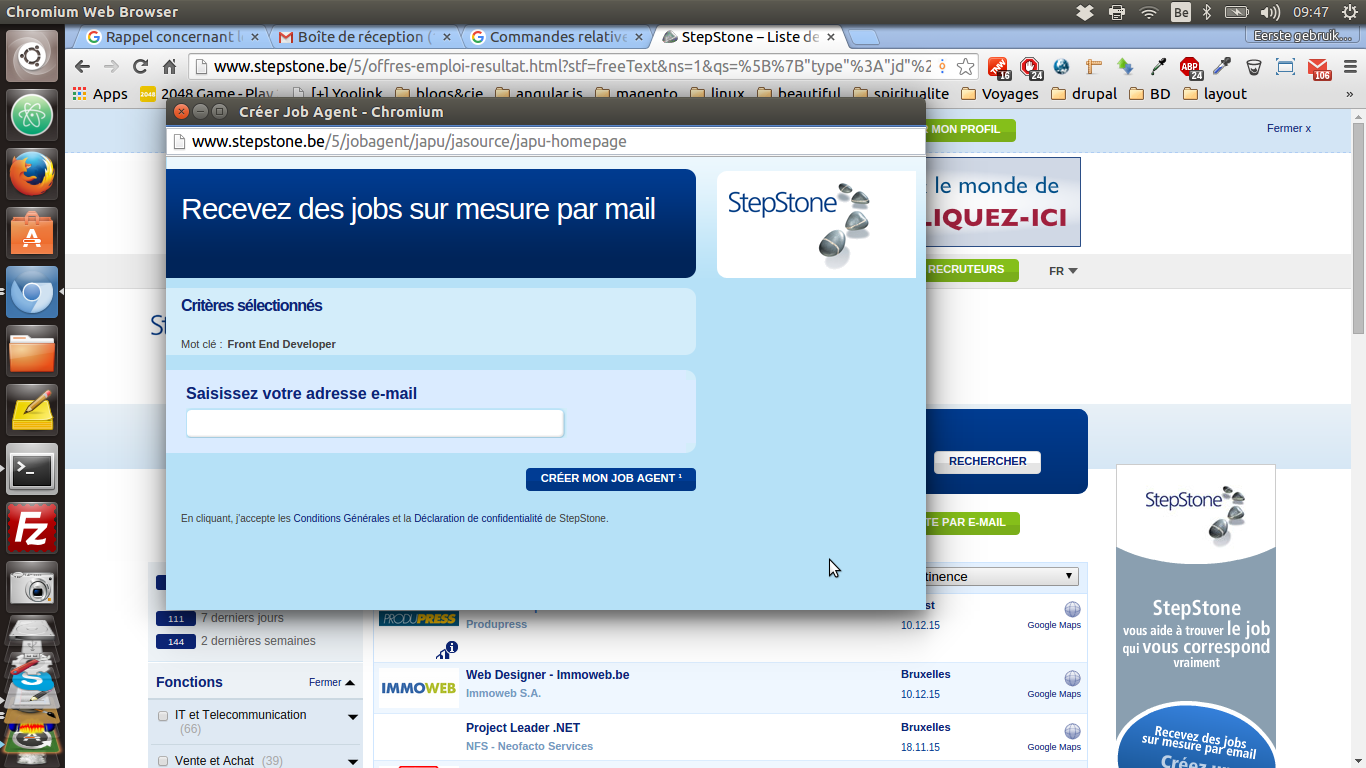 Chromium Web Browser
Be
09:47
Rappel concernant l
Boîte de réception (
Commandes relative
StepStone – Liste de
Eerste gebruik...
www.stepstone.be/5/offres-emploi-resultat.html?stf=freeText&ns=1&qs=%5B%7B"type"%3A"jd"%2
16
24
ABP
24
106
Apps
2048 Game - Play
[+] Yoolink
blogs&cie
angular.js
magento
linux
beautiful
spiritualite
Voyages
drupal
BD
layout
»
Créer Job Agent - Chromium
www.stepstone.be/5/jobagent/japu/jasource/japu-homepage
MON PROFIL
Fermer x
Recevez des jobs sur mesure par mail
StepStone
le monde de
LIQUEZ-ICI
RECRUTEURS
FR
Critères sélectionnés
Mot clé : Front End Developer
St
Saisissez votre adresse e-mail
RECHERCHER
CRÉER MON JOB AGENT ¹
En cliquant, j'accepte les Conditions Générales et la Déclaration de confidentialité de StepStone.
TE PAR E-MAIL
StepStone
tinence
111 7 derniers jours
144 2 dernières semaines
Fonctions
Fermer
IT et Telecommunication
(66)
Vente et Achat (39)
PRODUPRESS
Produpress
st
10.12.15
Google Maps
IMMOWEB
Web Designer - Immoweb.be
Immoweb S.A.
Bruxelles
10.12.15
Google Maps
Project Leader .NET
NFS - Neofacto Services
Bruxelles
18.11.15
Google Maps
StepStone
vous aide à trouver le job
qui vous correspond
vraiment
Recevez des jobs
sur mesure par email
Créez v
Fz